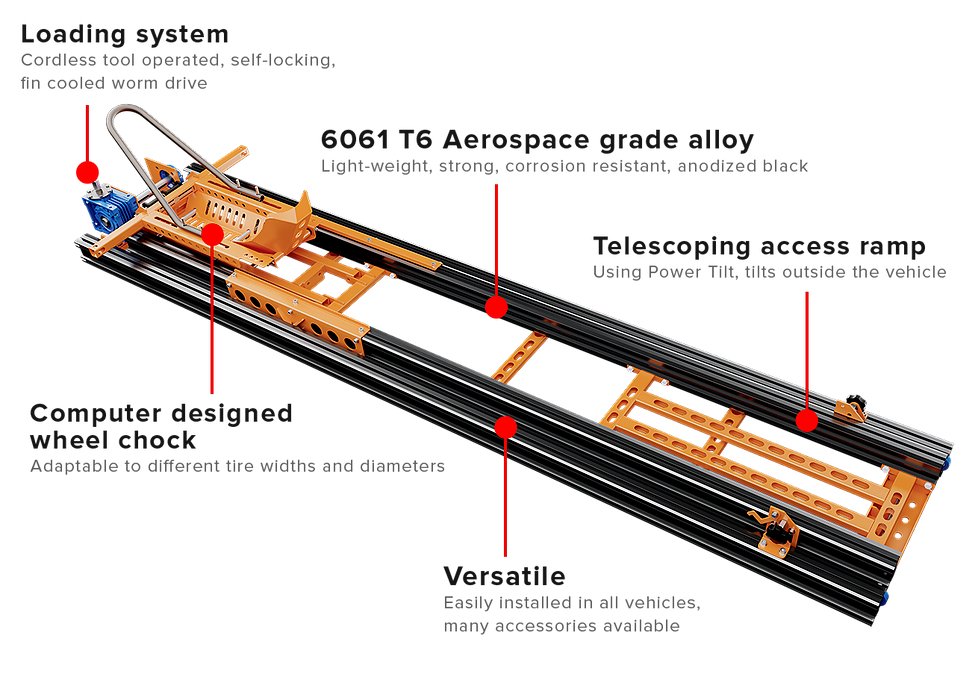 Loading system
Cordless tool operated, self-locking,
fin cooled worm drive
6061 T6 Aerospace grade alloy
Light-weight, strong, corrosion resistant, anodized black
Telescoping access ramp
Using Power Tilt, tilts outside the vehicle
Computer designed
wheel chock
Adaptable to different tire widths and diameters
Versatile
Easily installed in all vehicles,
many accessories available